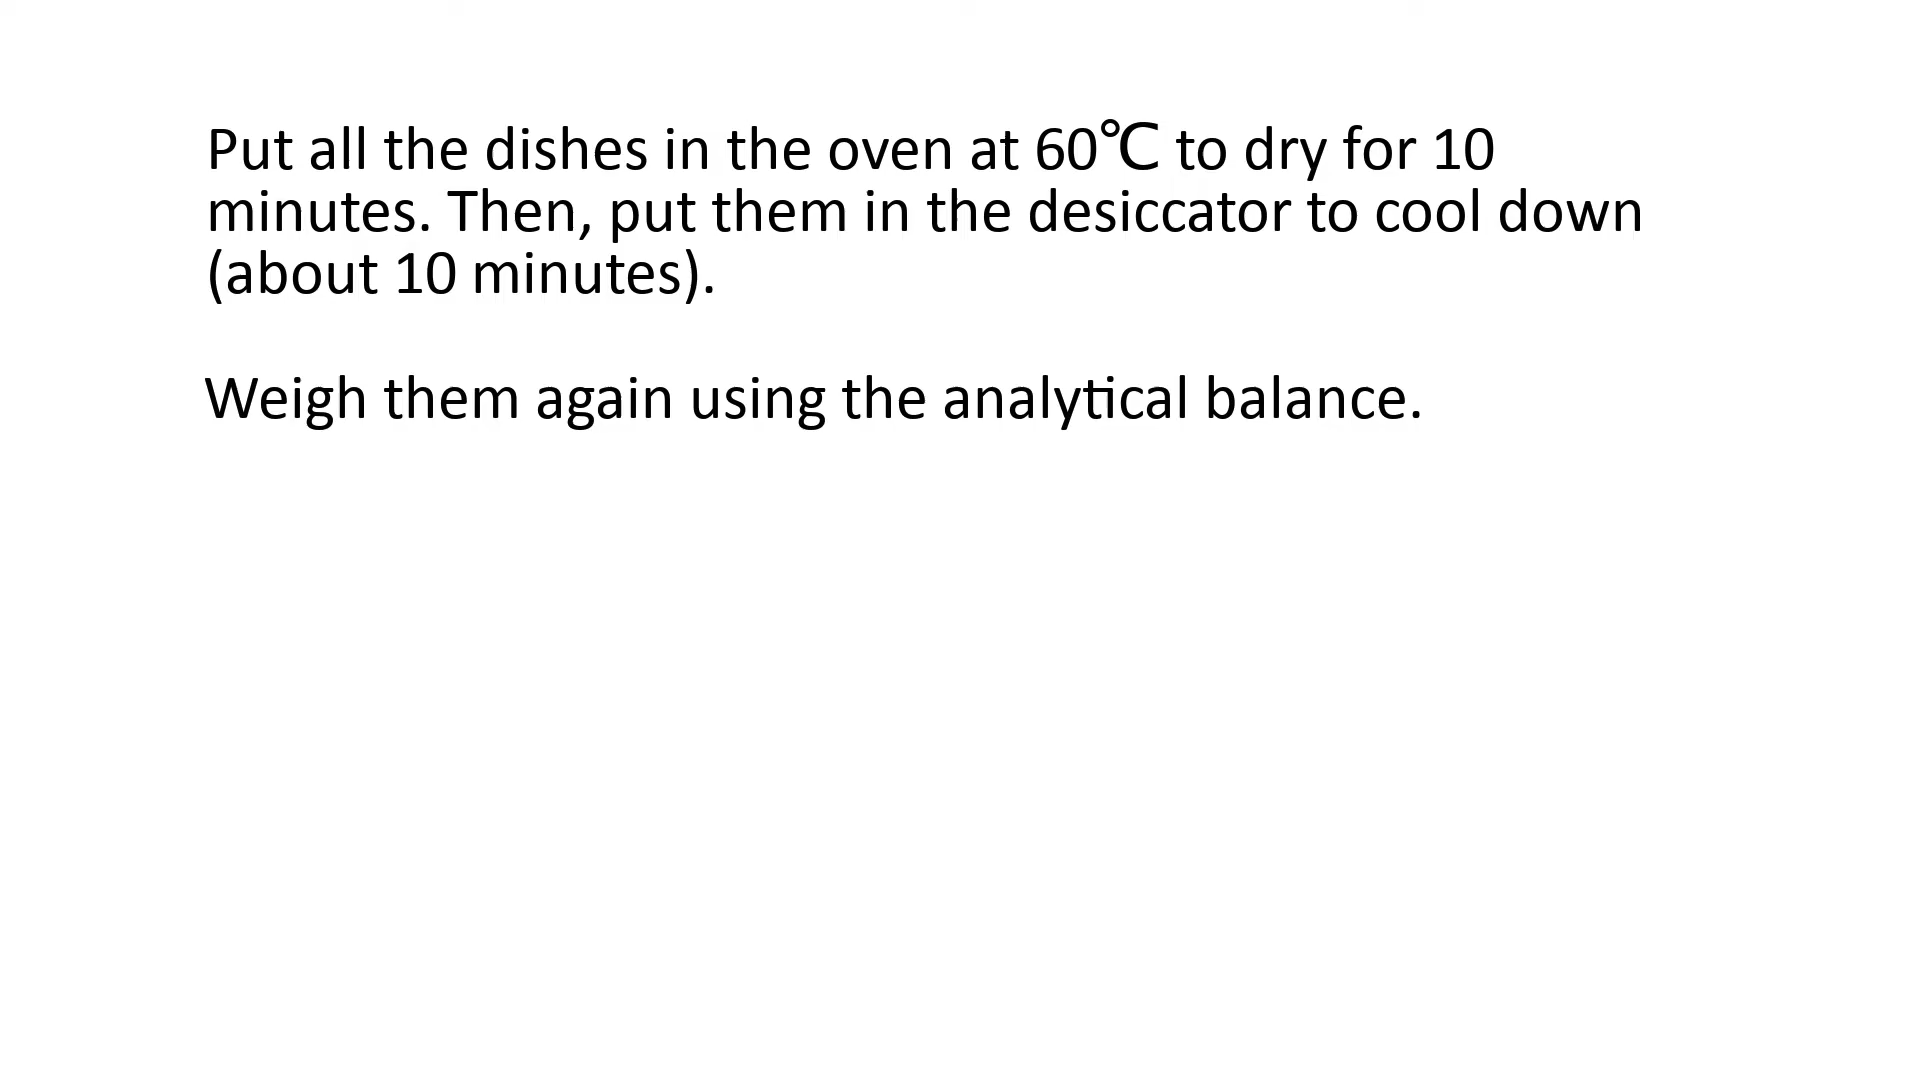 Put all the dishes in the oven at 60℃ to dry for 10
minutes. Then, put them in the desiccator to cool down
(about 10 minutes).
Weigh them again using the analytical balance.